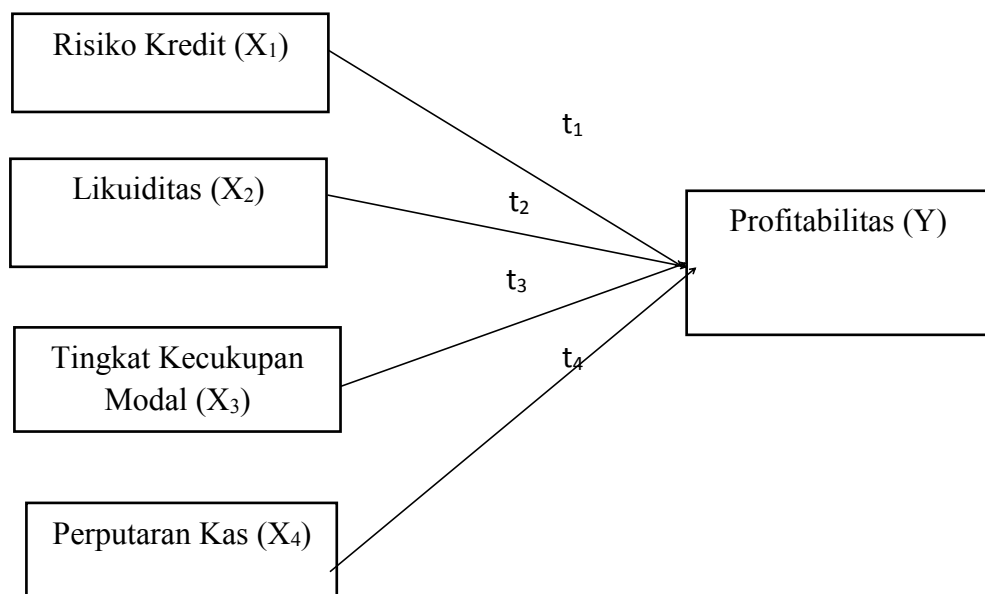 Risiko Kredit (X₁)
t₁
Likuiditas (X₂)
t₂
Profitabilitas (Y)
t₃
Tingkat Kecukupan
Modal (X₃)
t₄
Perputaran Kas (X₄)